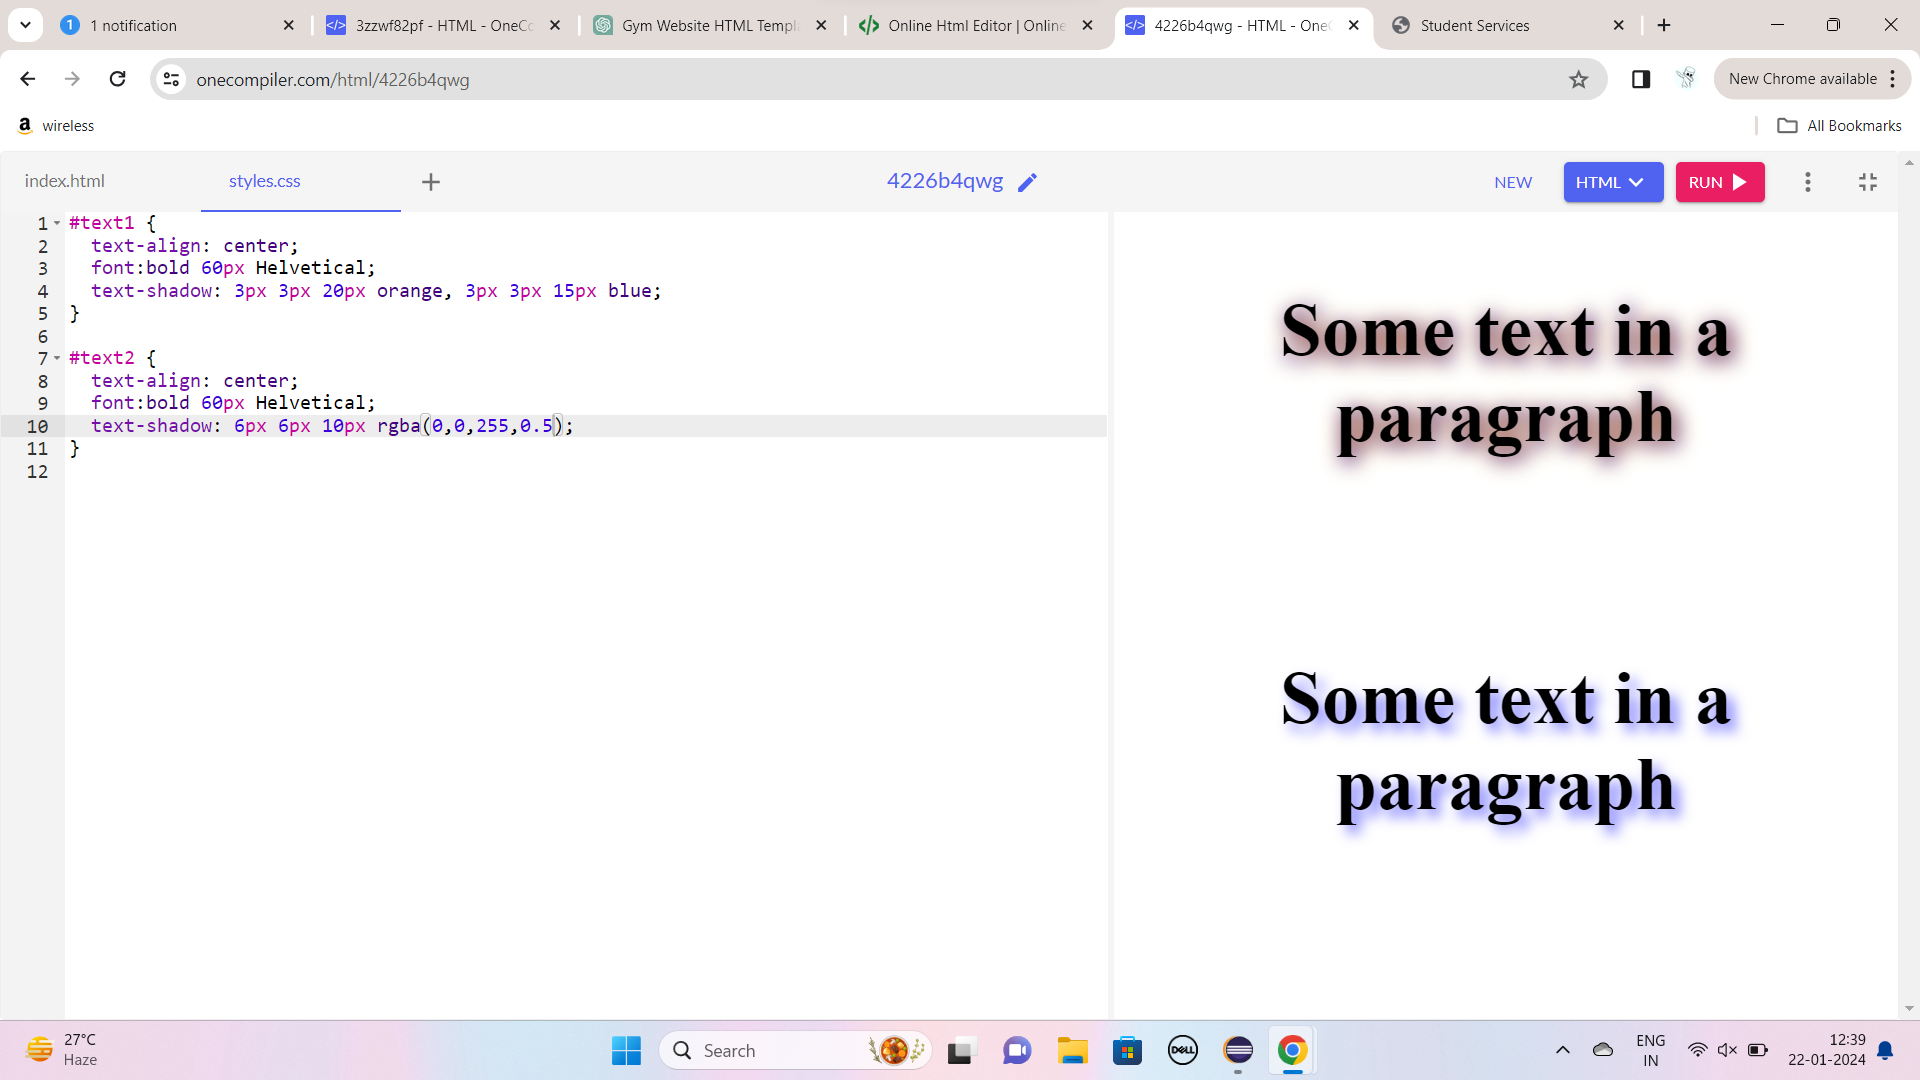 1 notification
3zzwf82pf - HTML - OneCo
Gym Website HTML Templa
Online Html Editor | Online
4226b4qwg - HTML - OneC
Student Services
onecompiler.com/html/4226b4qwg
New Chrome available
wireless
All Bookmarks
index.html
styles.css
4226b4qwg
NEW
HTML
RUN
1 #text1 {
2 text-align: center;
3 font:bold 60px Helvetical;
4 text-shadow: 3px 3px 20px orange, 3px 3px 15px blue;
5 }
6
7 #text2 {
8 text-align: center;
9 font:bold 60px Helvetical;
10 text-shadow: 6px 6px 10px rgba(0,0,255,0.5);
11 }
12
Some text in a
paragraph
Some text in a
paragraph
27°C
Haze
Search
DELL
ENG
IN
12:39
22-01-2024